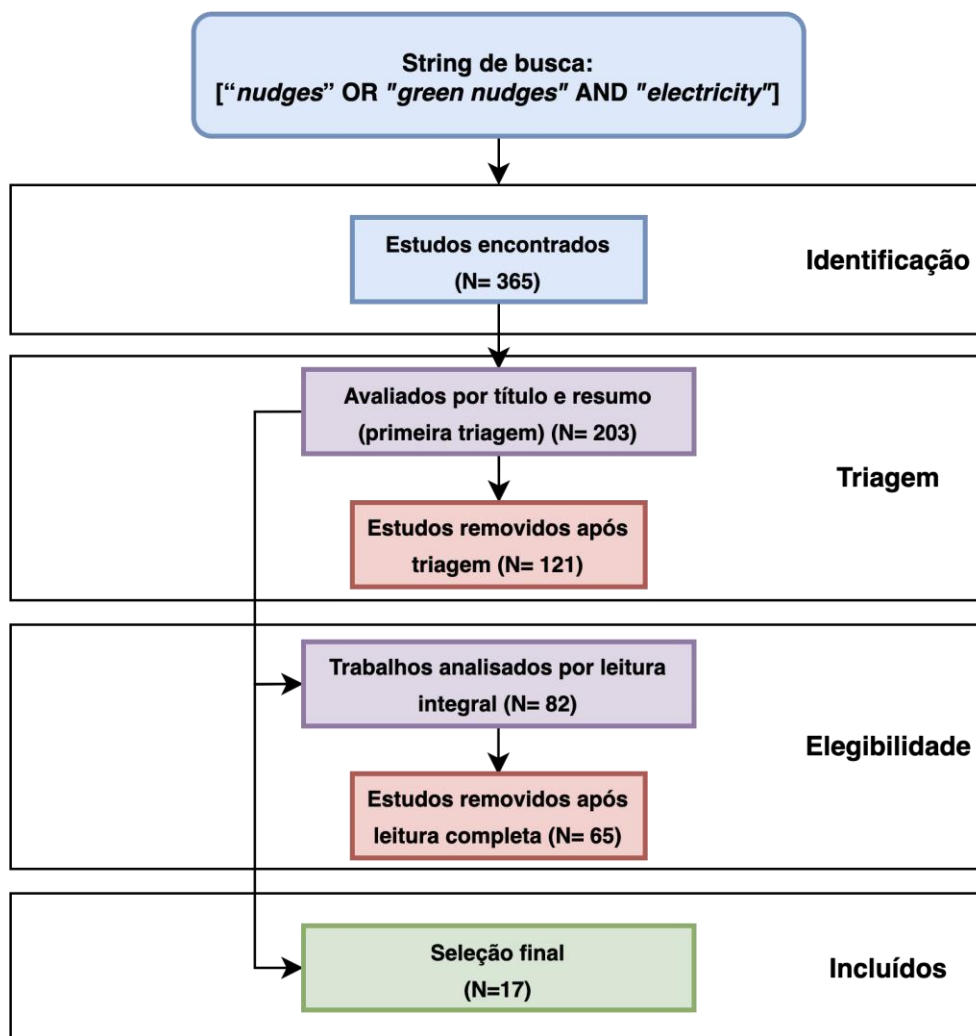 String de busca:
[“nudges” OR "green nudges" AND "electricity"]
Estudos encontrados
(N= 365)
Identificação
Avaliados por título e resumo
(primeira triagem) (N= 203)
Triagem
Estudos removidos após
triagem (N= 121)
Trabalhos analisados por leitura
integral (N= 82)
Elegibilidade
Estudos removidos após
leitura completa (N= 65)
Seleção final
(N=17)
Incluídos